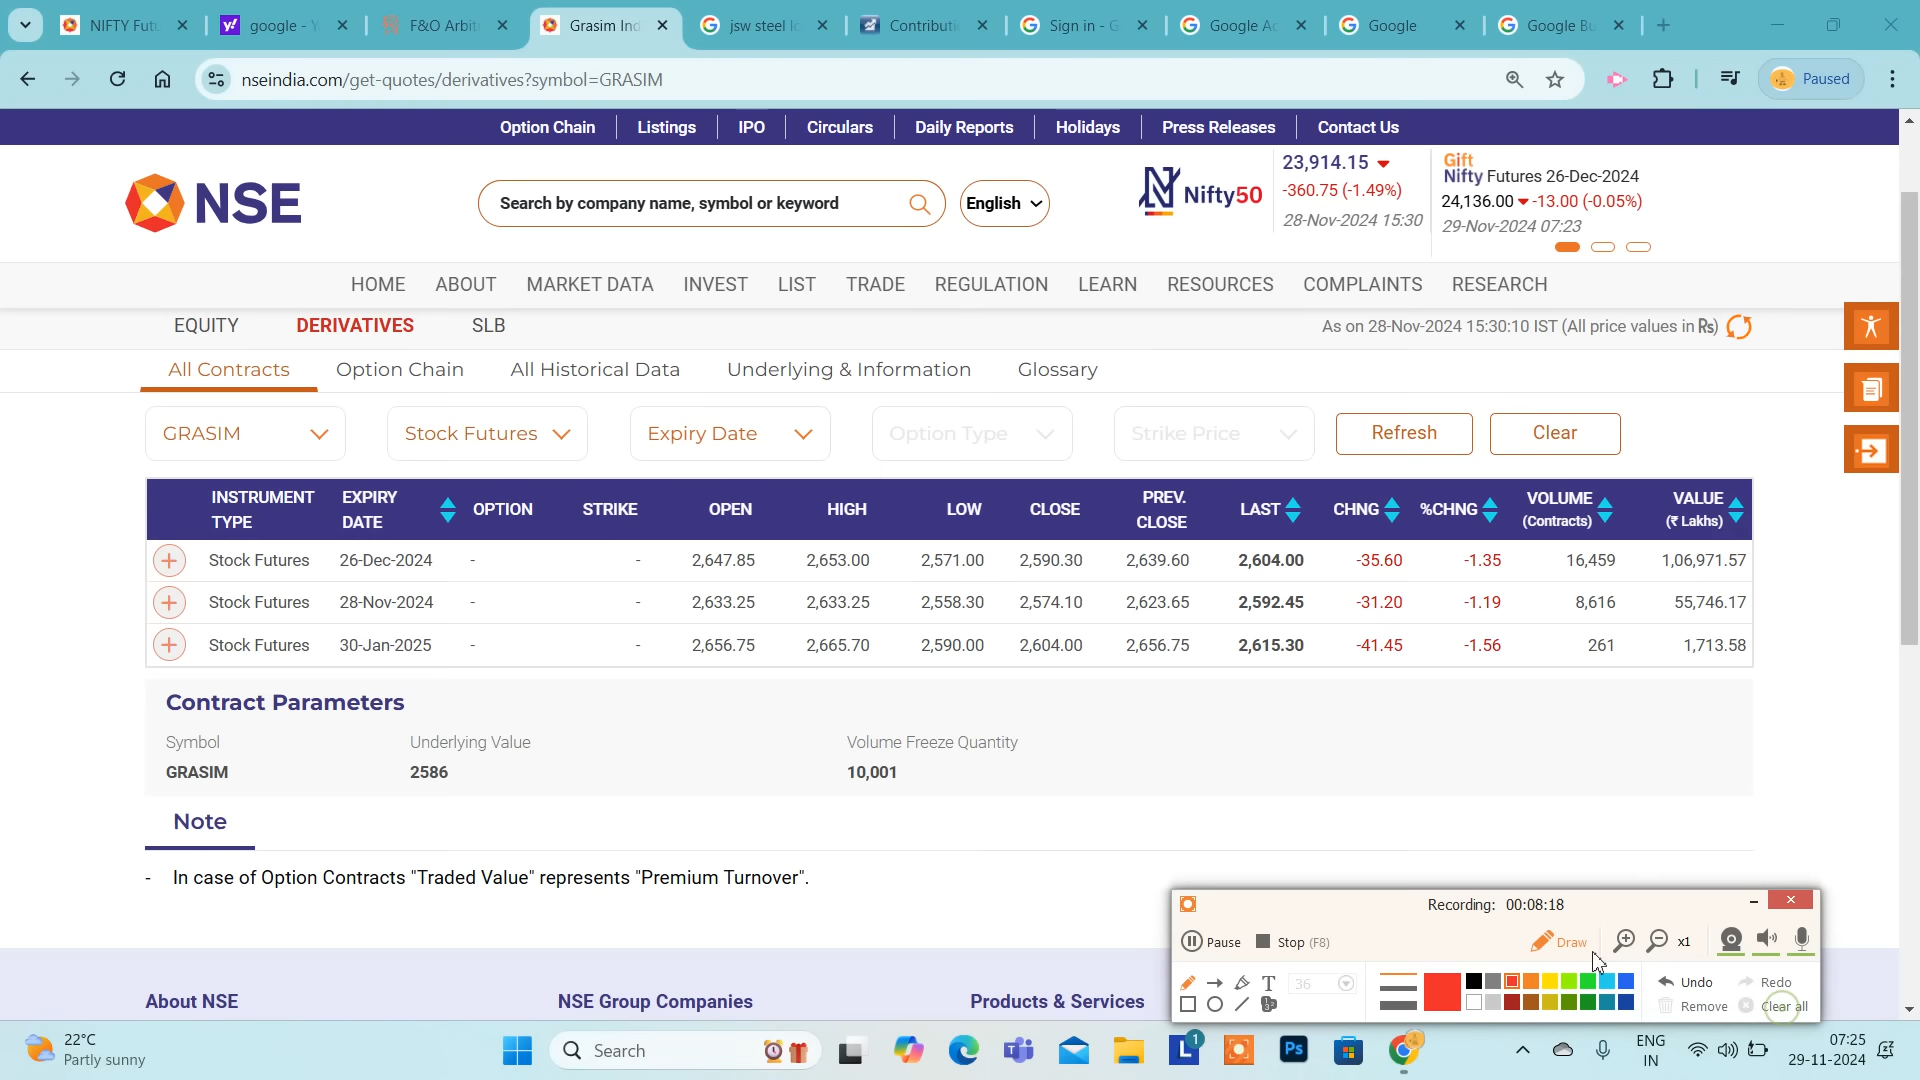 NIFTY Futu
google - Y
F&O Arbit
Grasim Ind
jsw steel lo
Contributi
Sign in - G
Google Ac
Google
Google Bu
nseindia.com/get-quotes/derivatives?symbol=GRASIM
Paused
Option Chain Listings IPO Circulars Daily Reports Holidays Press Releases Contact Us
NSE
Search by company name, symbol or keyword
English
Nifty50
23,914.15
-360.75 (-1.49%)
28-Nov-2024 15:30
Gift
Nifty Futures 26-Dec-2024
24,136.00 -13.00 (-0.05%)
29-Nov-2024 07:23
HOME ABOUT MARKET DATA INVEST LIST TRADE REGULATION LEARN RESOURCES COMPLAINTS RESEARCH
EQUITY DERIVATIVES SLB
As on 28-Nov-2024 15:30:10 IST (All price values in Rs)
All Contracts Option Chain All Historical Data Underlying & Information Glossary
GRASIM Stock Futures Expiry Date Option Type Strike Price Refresh Clear
INSTRUMENT TYPE EXPIRY DATE OPTION STRIKE OPEN HIGH LOW CLOSE PREV. CLOSE LAST CHNG %CHNG VOLUME (Contracts) VALUE (₹ Lakhs)
Stock Futures 26-Dec-2024 - - 2,647.85 2,653.00 2,571.00 2,590.30 2,639.60 2,604.00 -35.60 -1.35 16,459 1,06,971.57
Stock Futures 28-Nov-2024 - - 2,633.25 2,633.25 2,558.30 2,574.10 2,623.65 2,592.45 -31.20 -1.19 8,616 55,746.17
Stock Futures 30-Jan-2025 - - 2,656.75 2,665.70 2,590.00 2,604.00 2,656.75 2,615.30 -41.45 -1.56 261 1,713.58
Contract Parameters
Symbol Underlying Value Volume Freeze Quantity
GRASIM 2586 10,001
Note
- In case of Option Contracts "Traded Value" represents "Premium Turnover".
Recording: 00:08:18
Pause Stop (F8) Draw x1
T 36 Undo Redo
Remove Clear all
About NSE NSE Group Companies Products & Services
22°C
Partly sunny
Search
L 1
Ps
ENG
IN
07:25
29-11-2024